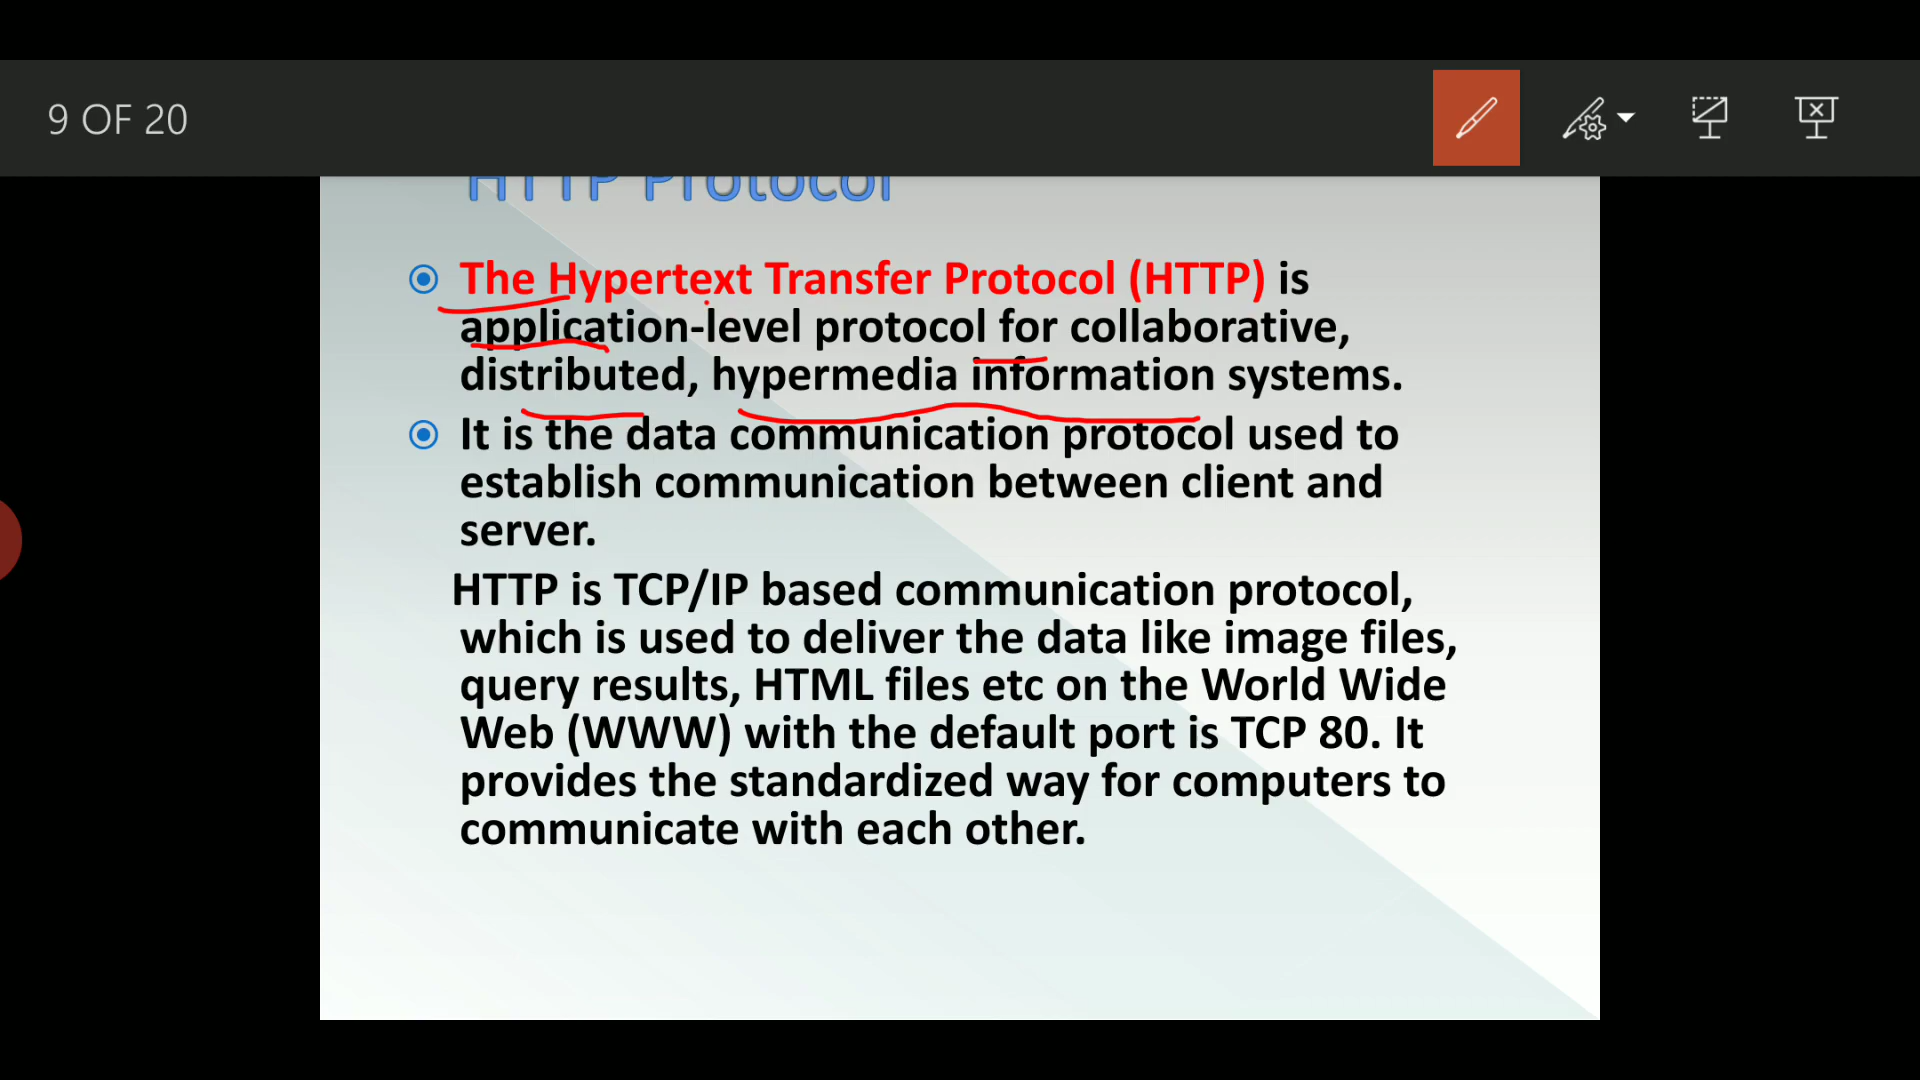 9 OF 20
HTTP Protocol
The Hypertext Transfer Protocol (HTTP) is
application-level protocol for collaborative,
distributed, hypermedia information systems.
It is the data communication protocol used to
establish communication between client and
server.
HTTP is TCP/IP based communication protocol,
which is used to deliver the data like image files,
query results, HTML files etc on the World Wide
Web (WWW) with the default port is TCP 80. It
provides the standardized way for computers to
communicate with each other.